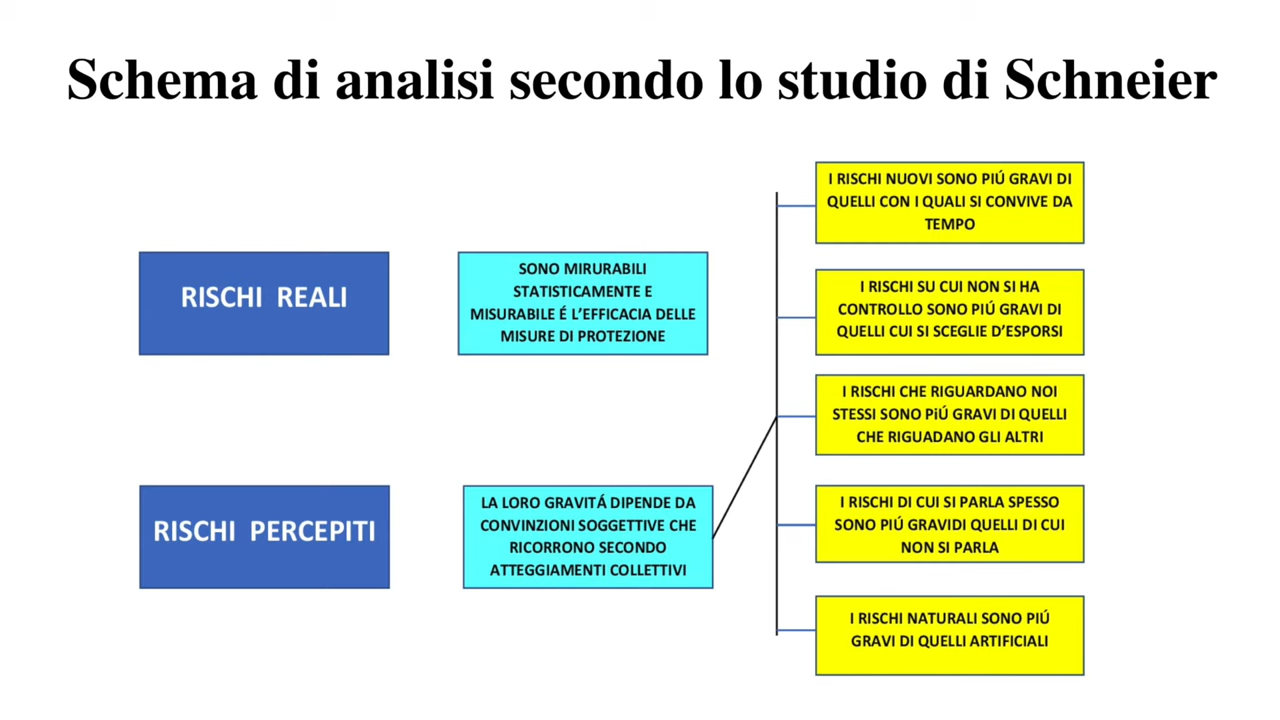 Schema di analisi secondo lo studio di Schneier
RISCHI REALI
SONO MIRURABILI
STATISTICAMENTE E
MISURABILE É L’EFFICACIA DELLE
MISURE DI PROTEZIONE
RISCHI PERCEPITI
LA LORO GRAVITÁ DIPENDE DA
CONVINZIONI SOGGETTIVE CHE
RICORRONO SECONDO
ATTEGGIAMENTI COLLETTIVI
I RISCHI NUOVI SONO PIÚ GRAVI DI
QUELLI CON I QUALI SI CONVIVE DA
TEMPO
I RISCHI SU CUI NON SI HA
CONTROLLO SONO PIÚ GRAVI DI
QUELLI CUI SI SCEGLIE D’ESPORSI
I RISCHI CHE RIGUARDANO NOI
STESSI SONO PiÚ GRAVI DI QUELLI
CHE RIGUADANO GLI ALTRI
I RISCHI DI CUI SI PARLA SPESSO
SONO PIÚ GRAVIDI QUELLI DI CUI
NON SI PARLA
I RISCHI NATURALI SONO PIÚ
GRAVI DI QUELLI ARTIFICIALI